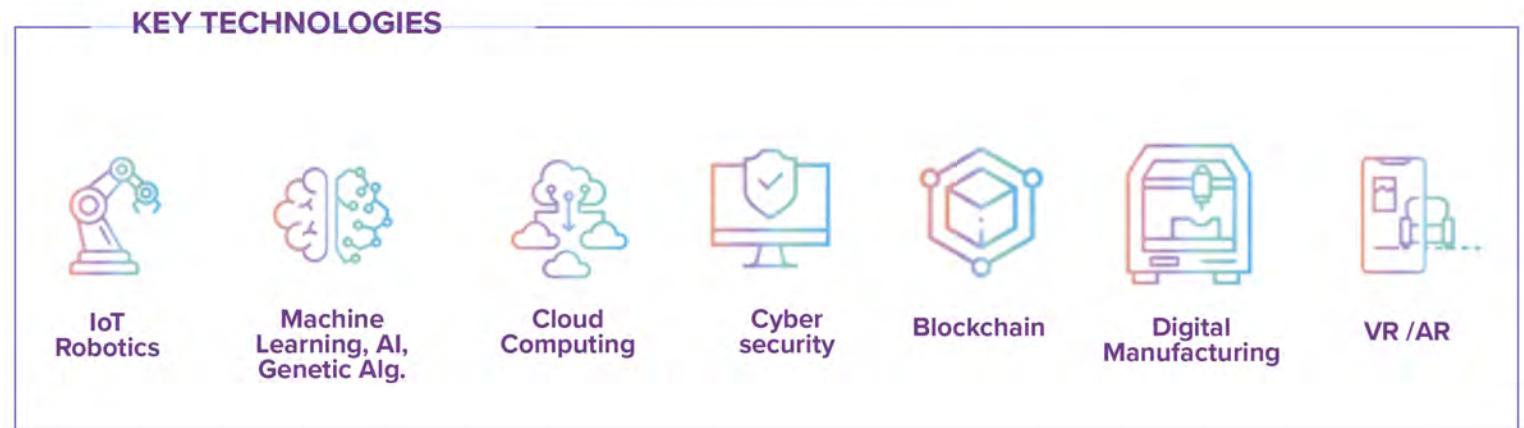 KEY TECHNOLOGIES
IoT
Robotics
Machine
Learning, AI,
Genetic Alg.
Cloud
Computing
Cyber
security
Blockchain
Digital
Manufacturing
VR /AR